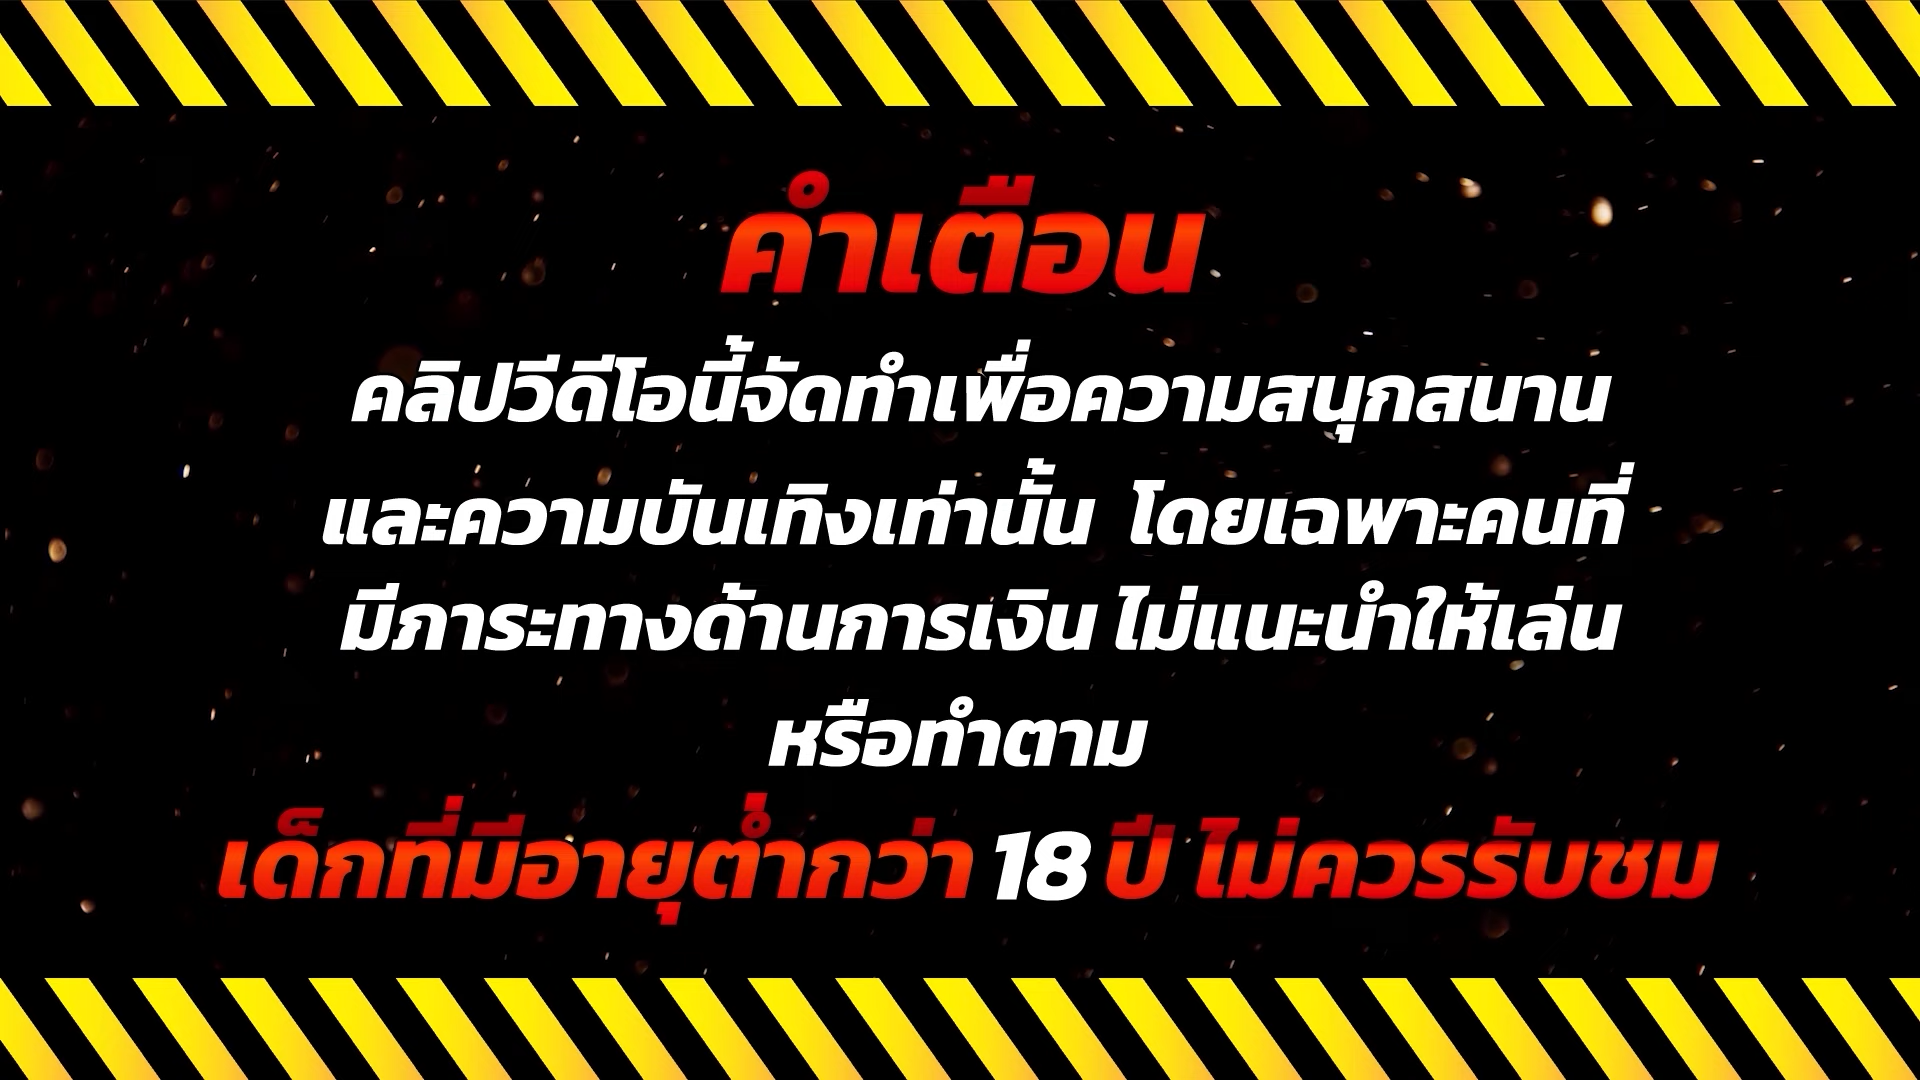 คำเตือน
คลิปวีดีโอนี้จัดทำเพื่อความสนุกสนาน
และความบันเทิงเท่านั้น โดยเฉพาะคนที่
มีภาระทางด้านการเงิน ไม่แนะนำให้เล่น
หรือทำตาม
เด็กที่มีอายุต่ำกว่า 18 ปี ไม่ควรรับชม